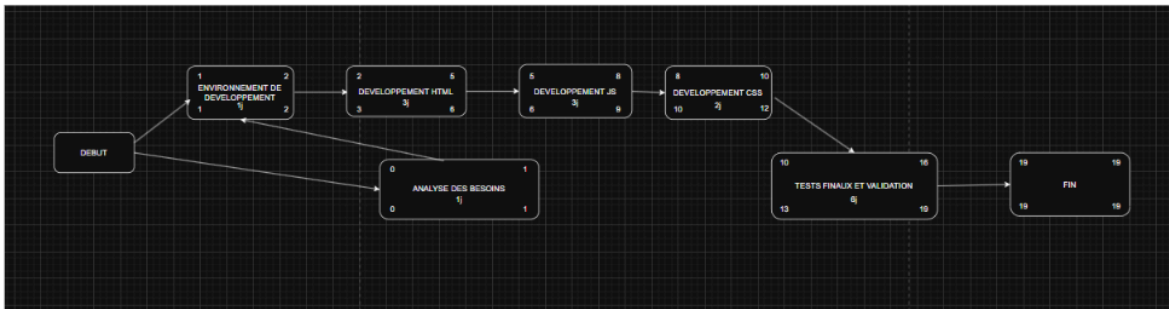 1 2 2 5 5 8 8 10
ENVIRONNEMENT DE
DEVELOPPEMENT
1j
DEVELOPPEMENT HTML
3j
DEVELOPPEMENT JS
3j
DEVELOPPEMENT CSS
2j
1 2 3 6 6 9 10 12
DEBUT
0 1
ANALYSE DES BESOINS
1j
0 1
10 16
TESTS FINAUX ET VALIDATION
6j
13 19
19 19
FIN
19 19